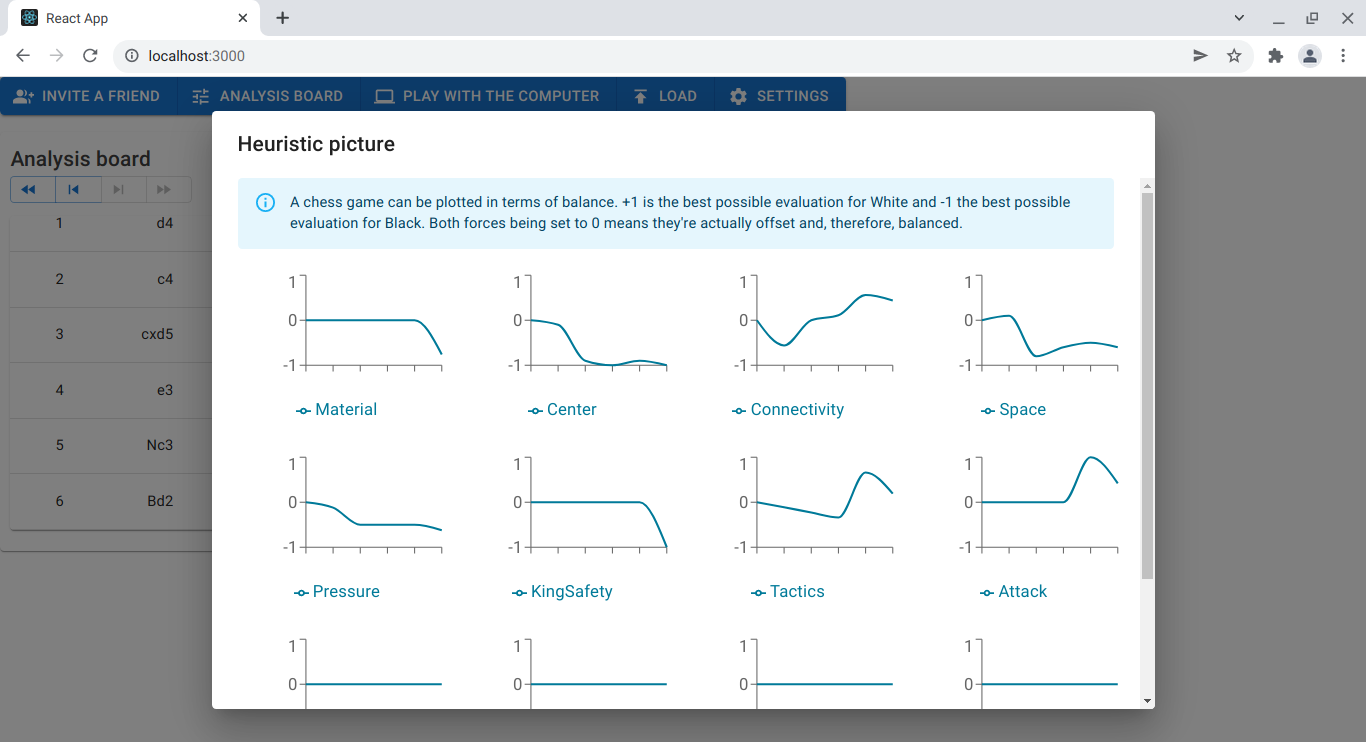 React App
localhost:3000
INVITE A FRIEND ANALYSIS BOARD PLAY WITH THE COMPUTER LOAD SETTINGS
Analysis board
1 d4
2 c4
3 cxd5
4 e3
5 Nc3
6 Bd2
Heuristic picture
A chess game can be plotted in terms of balance. +1 is the best possible evaluation for White and -1 the best possible
evaluation for Black. Both forces being set to 0 means they're actually offset and, therefore, balanced.
1 1 1 1
0 0 0 0
-1 -1 -1 -1
Material Center Connectivity Space
1 1 1 1
0 0 0 0
-1 -1 -1 -1
Pressure KingSafety Tactics Attack
1 1 1 1
0 0 0 0